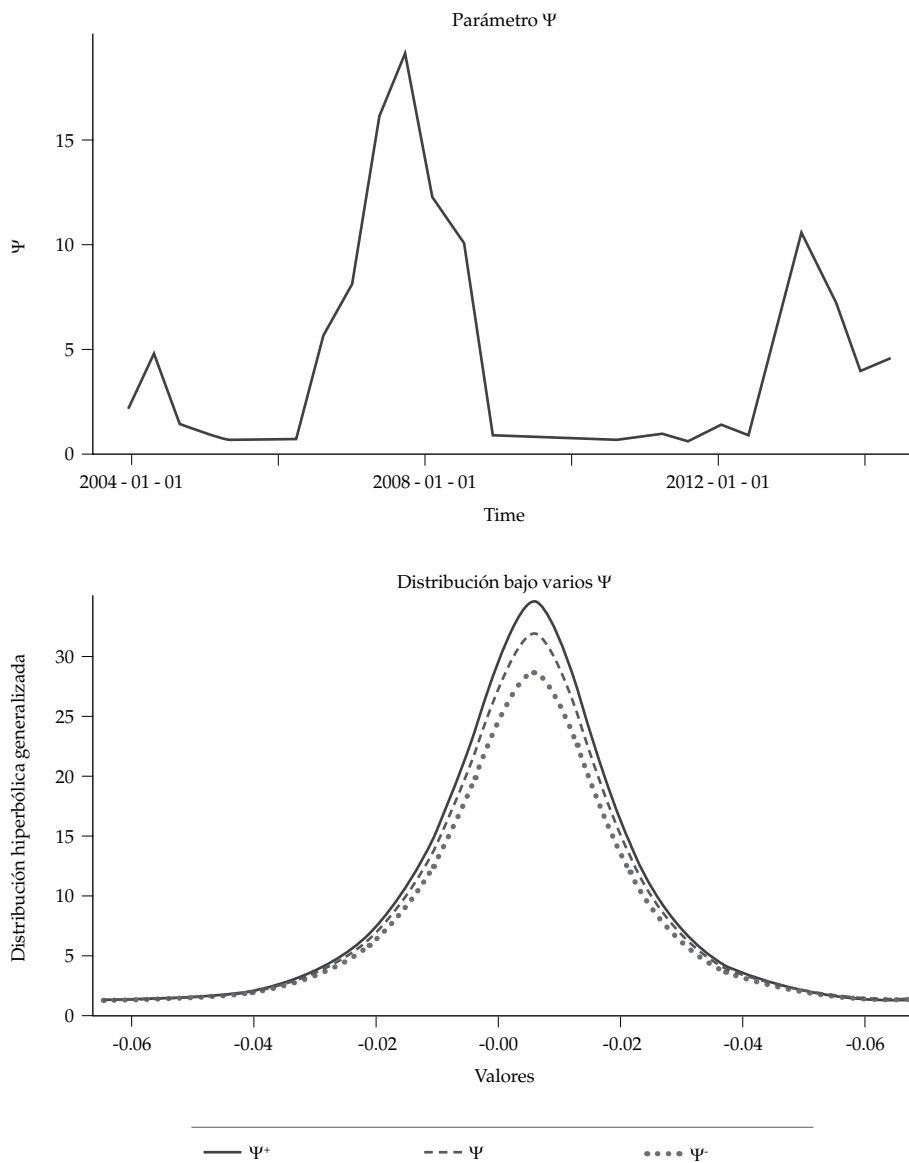 Parámetro Ψ
Ψ
15
10
5
0
2004 - 01 - 01
2008 - 01 - 01
2012 - 01 - 01
Time
Distribución bajo varios Ψ
Distribución hiperbólica generalizada
30
25
20
15
10
5
0
-0.06
-0.04
-0.02
-0.00
-0.02
-0.04
-0.06
Valores
Ψ⁺
Ψ
Ψ⁻